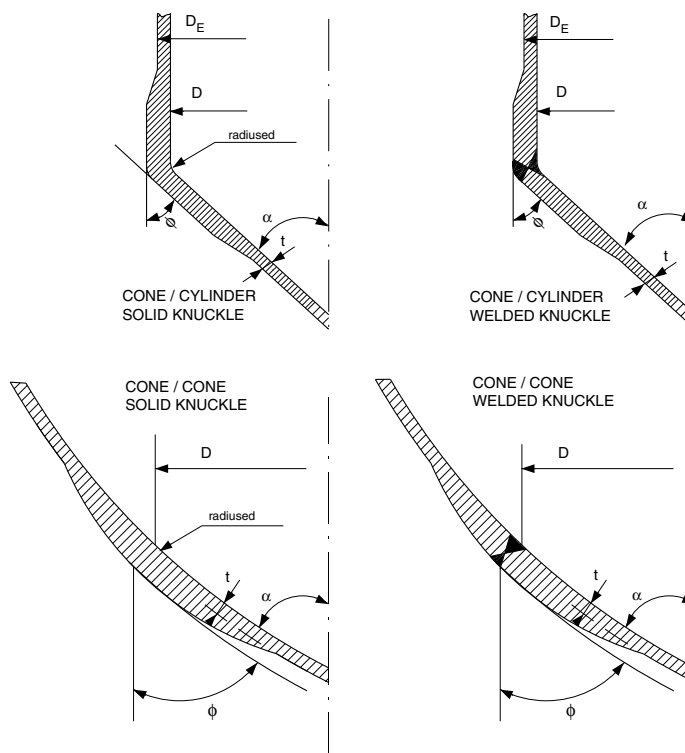 D_E
D
radiused
ϕ
α
t
CONE / CYLINDER
SOLID KNUCKLE
D_E
D
ϕ
α
t
CONE / CYLINDER
WELDED KNUCKLE
CONE / CONE
SOLID KNUCKLE
D
radiused
t
α
ϕ
CONE / CONE
WELDED KNUCKLE
D
t
α
ϕ